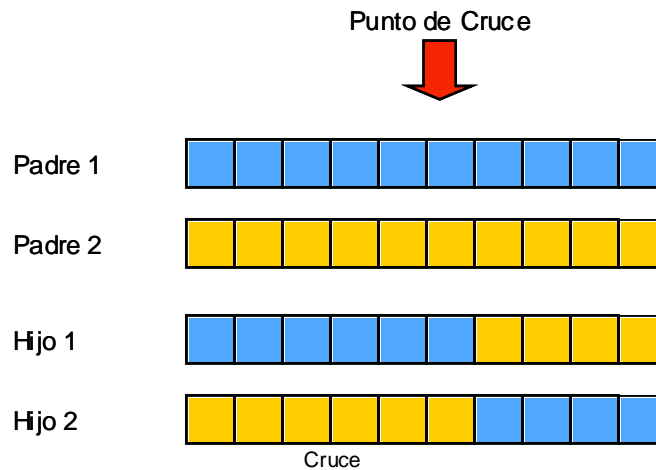 Punto de Cruce
Padre 1
Padre 2
Hijo 1
Hijo 2
Cruce